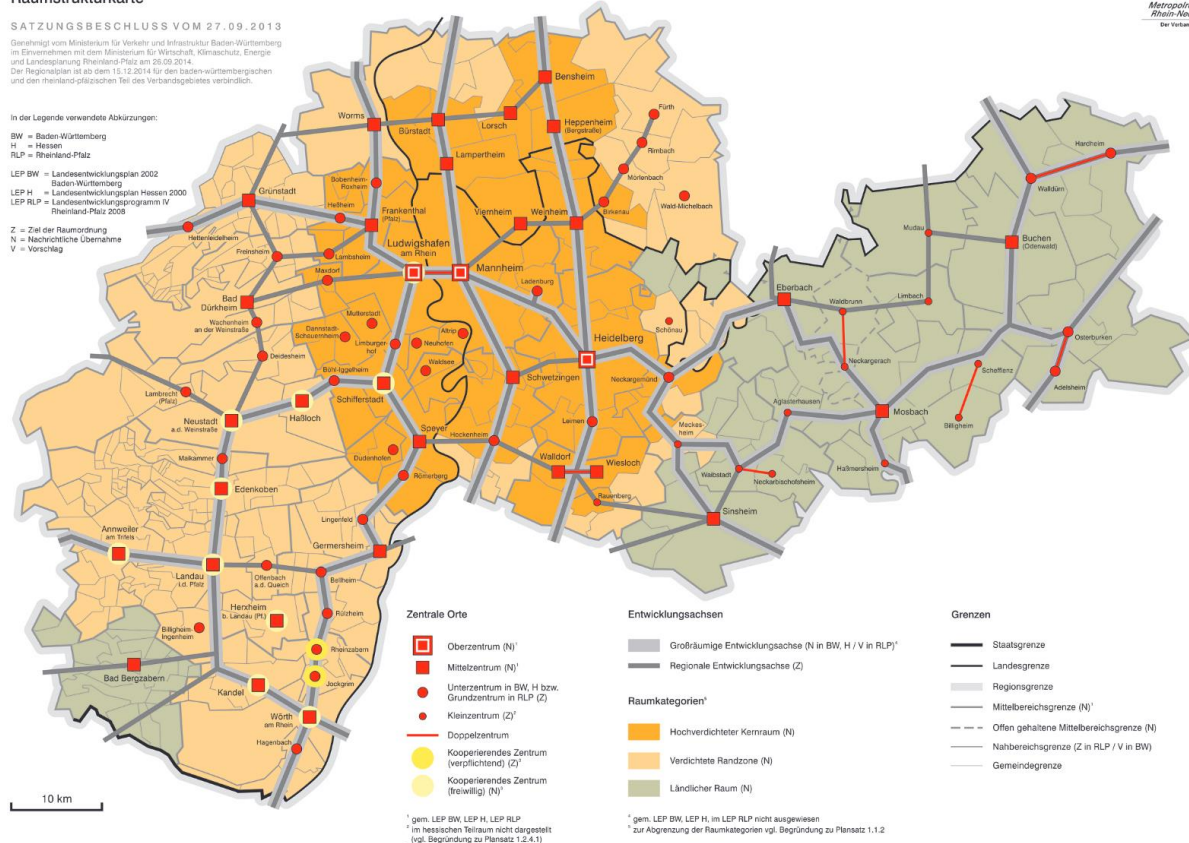 Raumstrukturkarte
SATZUNGSBESCHLUSS VOM 27.09.2013
Genehmigt vom Ministerium für Verkehr und Infrastruktur Baden-Württemberg
im Einvernehmen mit dem Ministerium für Wirtschaft, Klimaschutz, Energie
und Landesplanung Rheinland-Pfalz am 26.09.2014.
Der Regionalplan ist ab dem 15.12.2014 für den baden-württembergischen
und den rheinland-pfälzischen Teil des Verbandsgebietes verbindlich.
In der Legende verwendete Abkürzungen:
BW = Baden-Württemberg
H = Hessen
RLP = Rheinland-Pfalz
LEP BW = Landesentwicklungsplan 2002
Baden-Württemberg
LEP H = Landesentwicklungsplan Hessen 2000
LEP RLP = Landesentwicklungsprogramm IV
Rheinland-Pfalz 2008
Z = Ziel der Raumordnung
N = Nachrichtliche Übernahme
V = Vorschlag
Bensheim
Worms
Bürstadt
Lorsch
Heppenheim
(Bergstraße)
Fürth
Rimbach
Lampertheim
Mörlenbach
Hardheim
Walldürn
Bobenheim-
Roxheim
Grünstadt
Heßheim
Frankenthal
(Pfalz)
Viernheim
Weinheim
Birkenau
Wald-Michelbach
Hettenleidelheim
Freinsheim
Lambsheim
Ludwigshafen
am Rhein
Mannheim
Mudau
Buchen
(Odenwald)
Maxdorf
Bad
Dürkheim
Ladenburg
Eberbach
Waldbrunn
Limbach
Wachenheim
an der Weinstraße
Mutterstadt
Dannstadt-
Schauernheim
Limburger-
hof
Altrip
Neuhofen
Schönau
Heidelberg
Osterburken
Deidesheim
Böhl-Iggelheim
Waldsee
Schwetzingen
Neckargemünd
Neckargerach
Schefflenz
Adelsheim
Lambrecht
(Pfalz)
Haßloch
Schifferstadt
Neustadt
a.d. Weinstraße
Aglasterhausen
Mosbach
Billigheim
Speyer
Hockenheim
Leimen
Meckes-
heim
Maikammer
Dudenhofen
Walldorf
Wiesloch
Waibstadt
Neckarbischofsheim
Haßmersheim
Edenkoben
Römerberg
Rauenberg
Sinsheim
Lingenfeld
Annweiler
am Trifels
Germersheim
Landau
i.d. Pfalz
Offenbach
a.d. Queich
Bellheim
Herxheim
b. Landau (Pf.)
Rülzheim
Billigheim-
Ingenheim
Rheinzabern
Bad Bergzabern
Jockgrim
Kandel
Wörth
am Rhein
Hagenbach
10 km
Zentrale Orte
Oberzentrum (N)¹
Mittelzentrum (N)¹
Unterzentrum in BW, H bzw.
Grundzentrum in RLP (Z)
Kleinzentrum (Z)²
Doppelzentrum
Kooperierendes Zentrum
(verpflichtend) (Z)³
Kooperierendes Zentrum
(freiwillig) (N)³
¹ gem. LEP BW, LEP H, LEP RLP
² im hessischen Teilraum nicht dargestellt
(vgl. Begründung zu Plansatz 1.2.4.1)
Entwicklungsachsen
Großräumige Entwicklungsachse (N in BW, H / V in RLP)⁴
Regionale Entwicklungsachse (Z)
Raumkategorien⁵
Hochverdichteter Kernraum (N)
Verdichtete Randzone (N)
Ländlicher Raum (N)
⁴ gem. LEP BW, LEP H, im LEP RLP nicht ausgewiesen
⁵ zur Abgrenzung der Raumkategorien vgl. Begründung zu Plansatz 1.1.2
Grenzen
Staatsgrenze
Landesgrenze
Regionsgrenze
Mittelbereichsgrenze (N)¹
Offen gehaltene Mittelbereichsgrenze (N)
Nahbereichsgrenze (Z in RLP / V in BW)
Gemeindegrenze